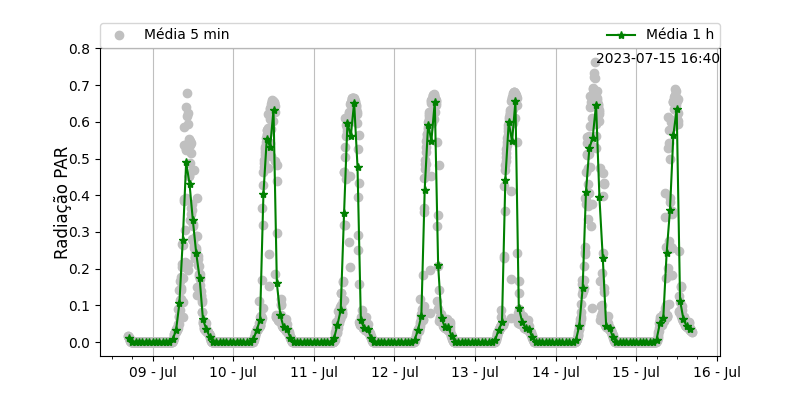 Média 5 min
Média 1 h
2023-07-15 16:40
Radiação PAR
0.8
0.7
0.6
0.5
0.4
0.3
0.2
0.1
0.0
09 - Jul
10 - Jul
11 - Jul
12 - Jul
13 - Jul
14 - Jul
15 - Jul
16 - Jul